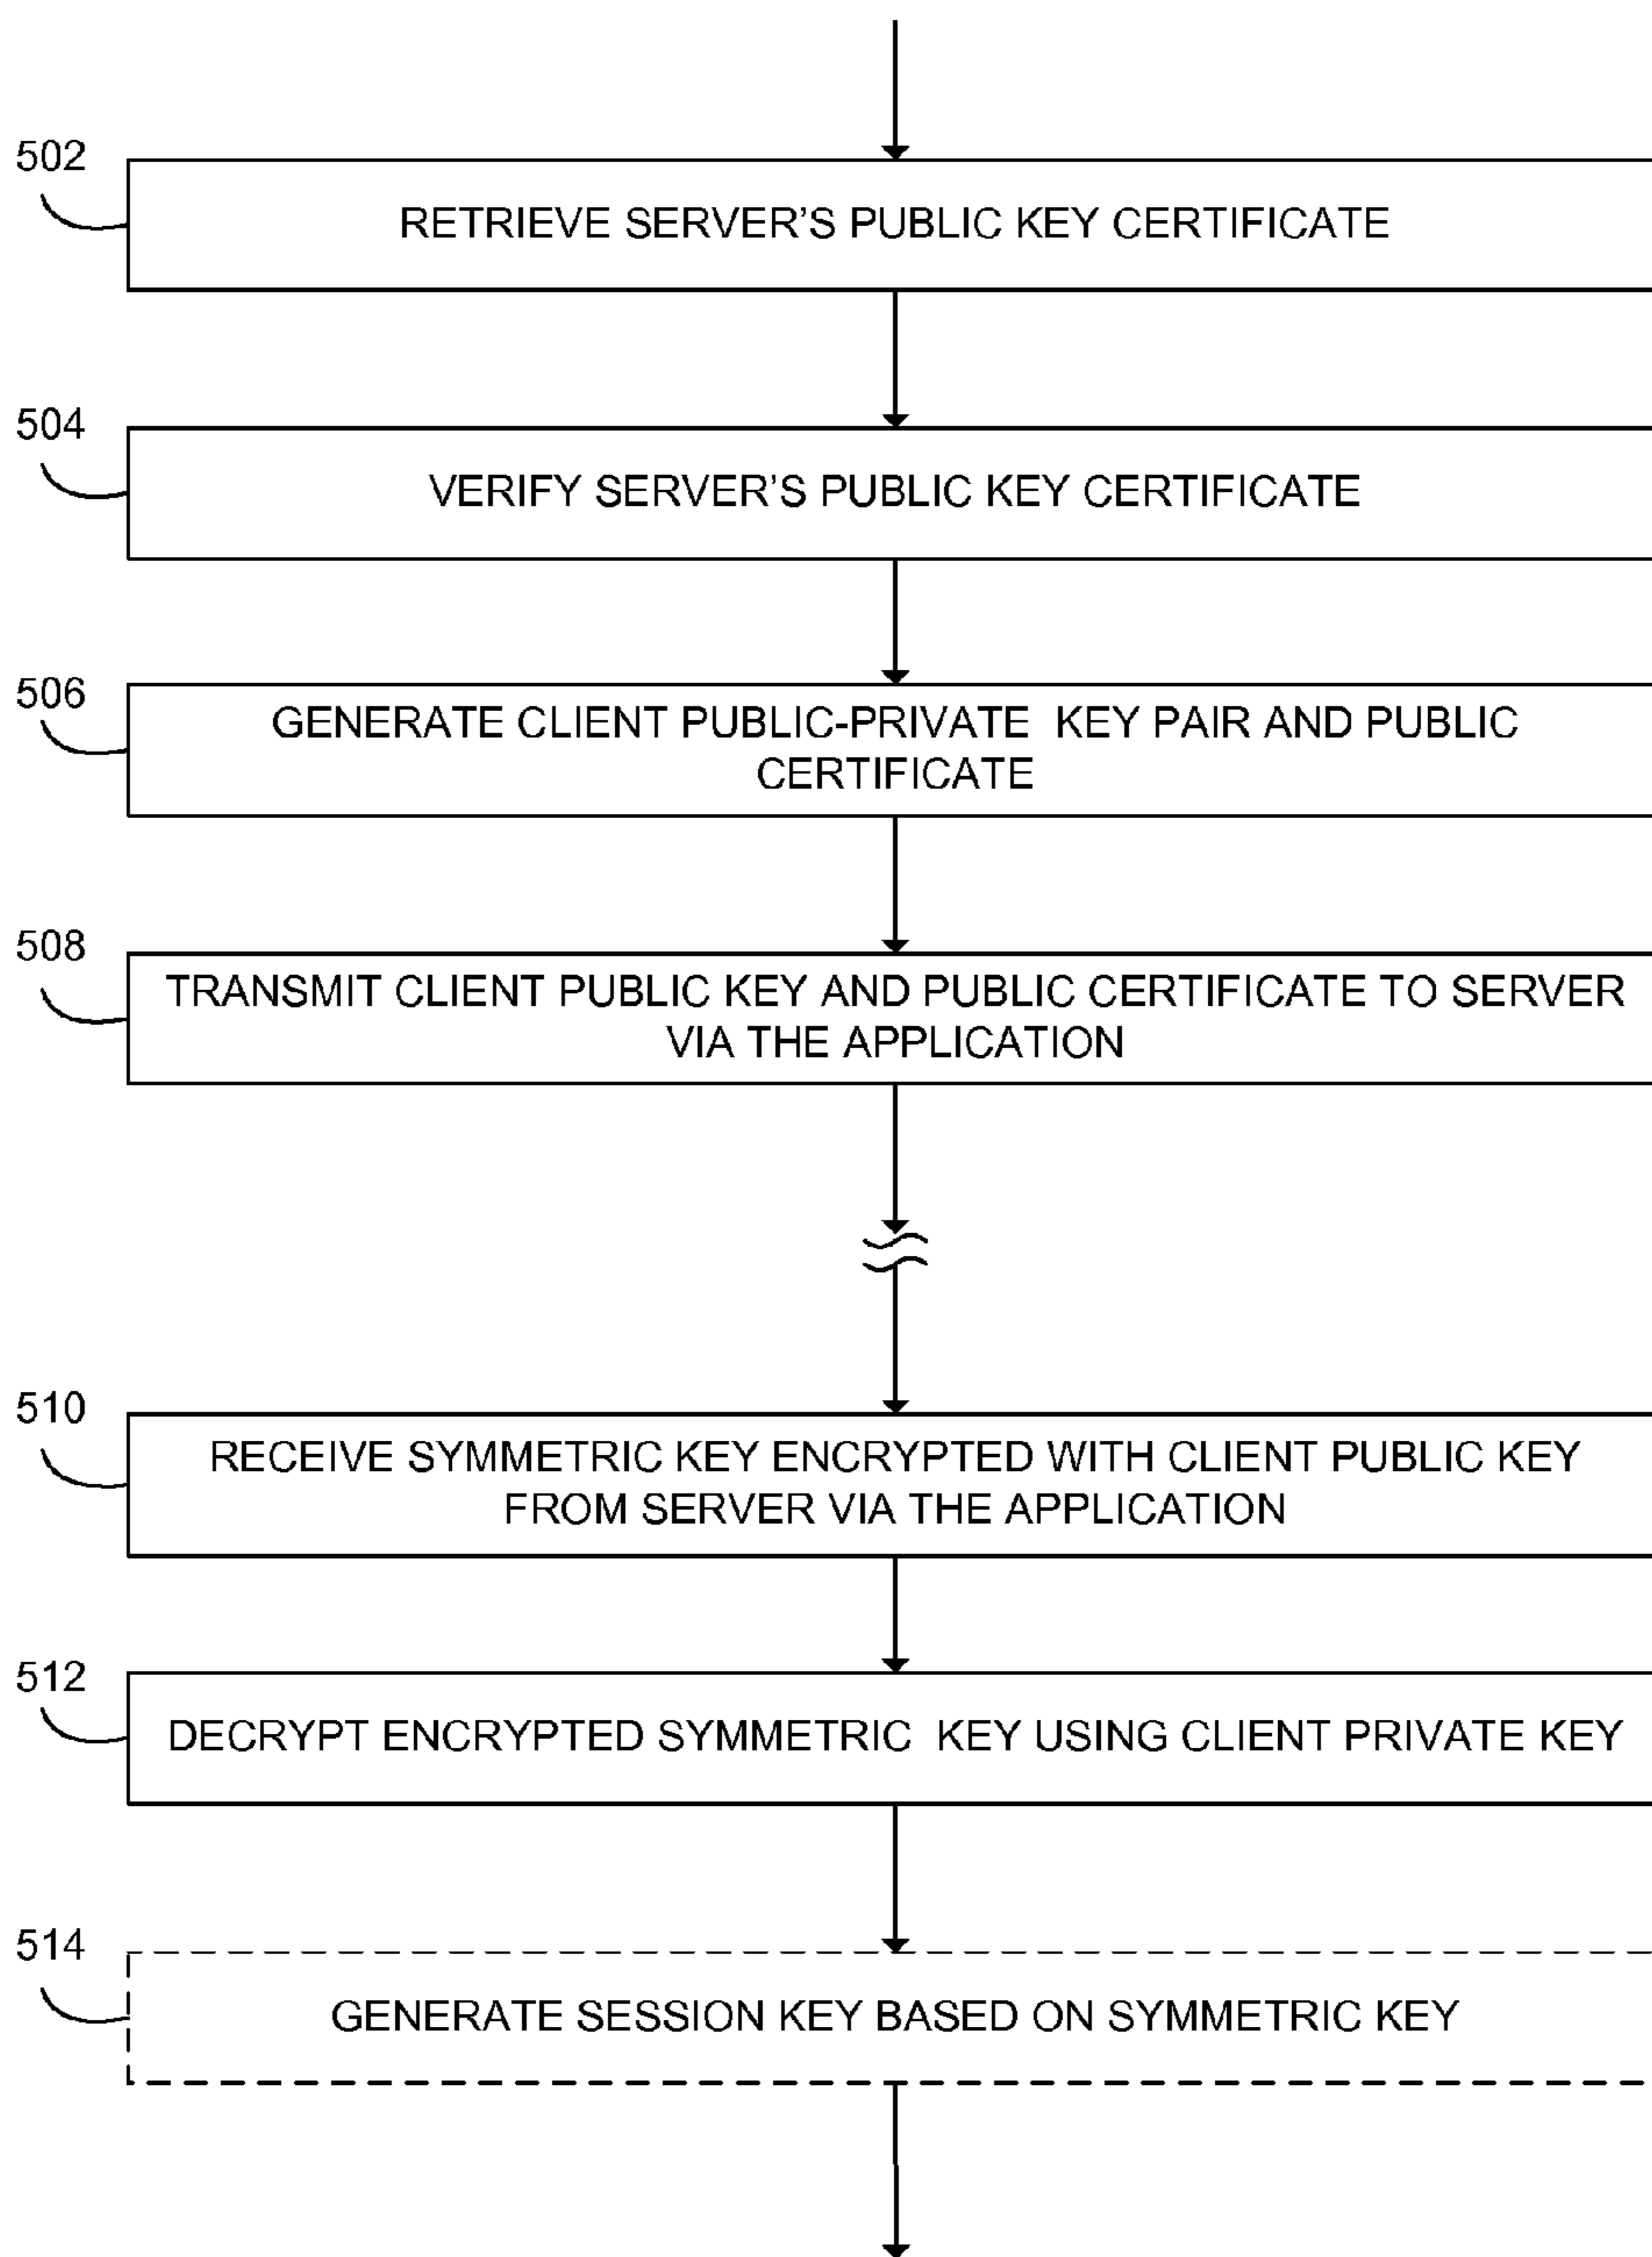 502
RETRIEVE SERVER'S PUBLIC KEY CERTIFICATE
504
VERIFY SERVER'S PUBLIC KEY CERTIFICATE
506
GENERATE CLIENT PUBLIC-PRIVATE KEY PAIR AND PUBLIC
CERTIFICATE
508
TRANSMIT CLIENT PUBLIC KEY AND PUBLIC CERTIFICATE TO SERVER
VIA THE APPLICATION
510
RECEIVE SYMMETRIC KEY ENCRYPTED WITH CLIENT PUBLIC KEY
FROM SERVER VIA THE APPLICATION
512
DECRYPT ENCRYPTED SYMMETRIC KEY USING CLIENT PRIVATE KEY
514
GENERATE SESSION KEY BASED ON SYMMETRIC KEY